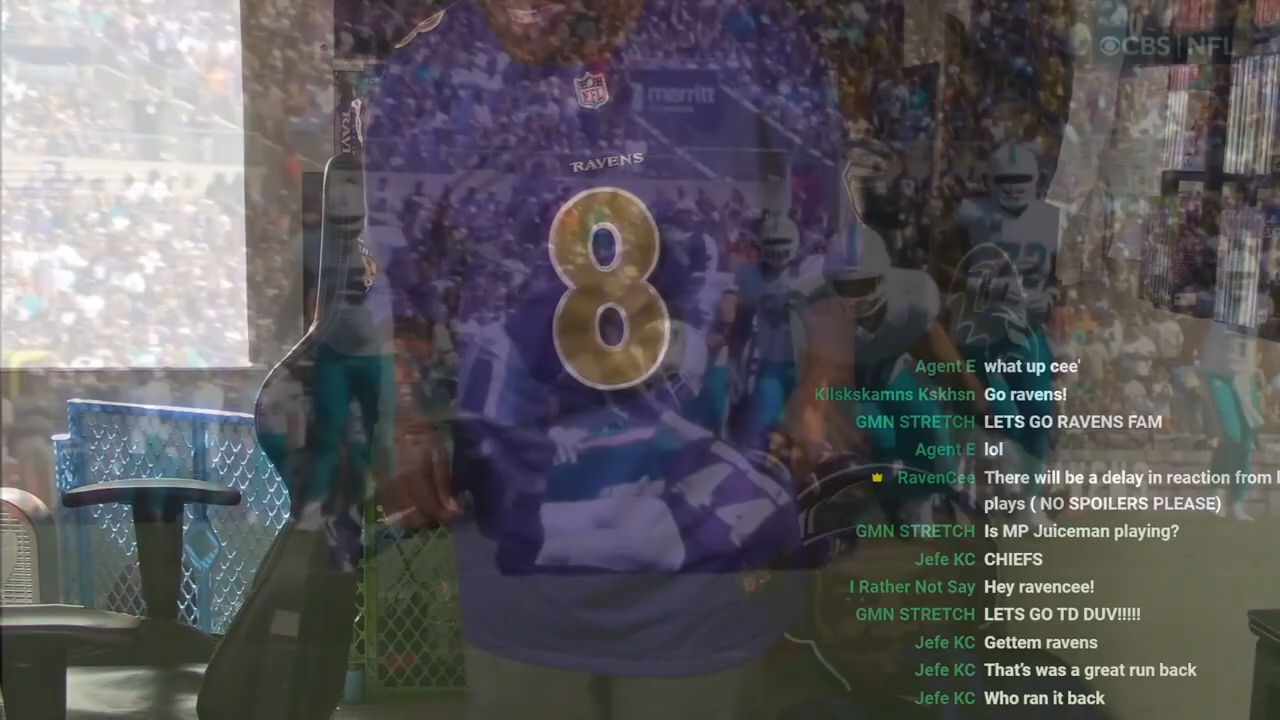 CBS | NFL
NFL
merritt
RAVENS
8
72
Agent E what up cee'
Kllskskamns Kskhsn Go ravens!
GMN STRETCH LETS GO RAVENS FAM
Agent E lol
RavenCee There will be a delay in reaction from l
plays ( NO SPOILERS PLEASE)
GMN STRETCH Is MP Juiceman playing?
Jefe KC CHIEFS
I Rather Not Say Hey ravencee!
GMN STRETCH LETS GO TD DUV!!!!!
Jefe KC Gettem ravens
Jefe KC That's was a great run back
Jefe KC Who ran it back